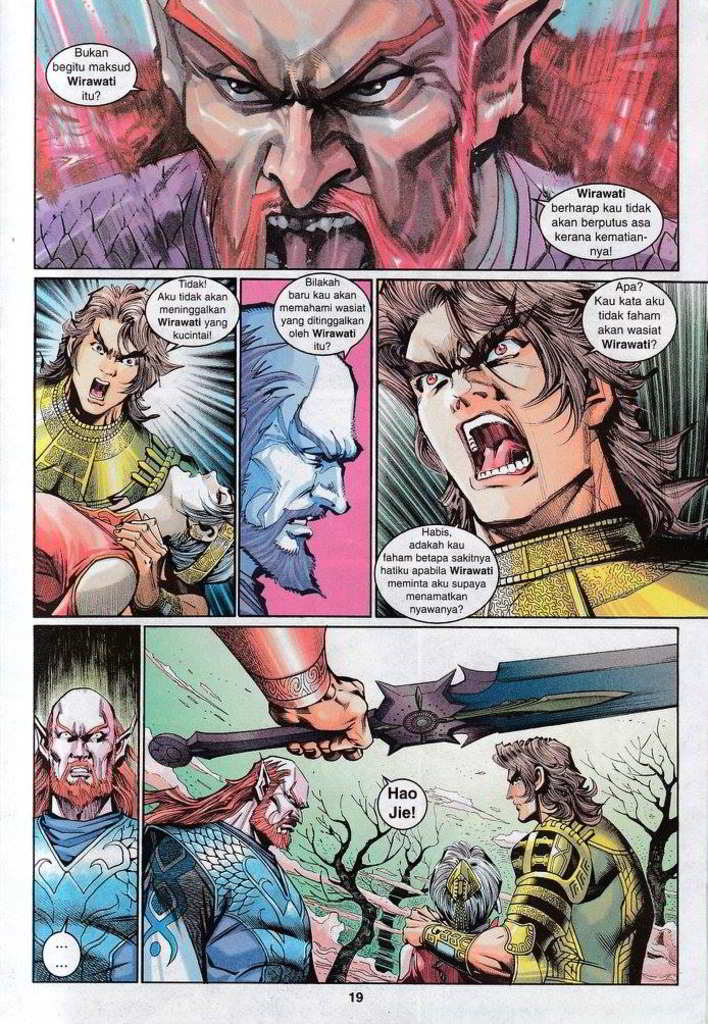 Bukan
begitu maksud
Wirawati
itu?
Wirawati
berharap kau tidak
akan berputus asa
kerana kematian-
nya!
Tidak!
Aku tidak akan
meninggalkan
Wirawati yang
kucintai!
Bilakah
baru kau akan
memahami wasiat
yang ditinggalkan
oleh Wirawati
itu?
Apa?
Kau kata aku
tidak faham
akan wasiat
Wirawati?
Habis,
adakah kau
faham betapa sakitnya
hatiku apabila Wirawati
meminta aku supaya
menamatkan
nyawanya?
...
...
Hao
Jie!
19